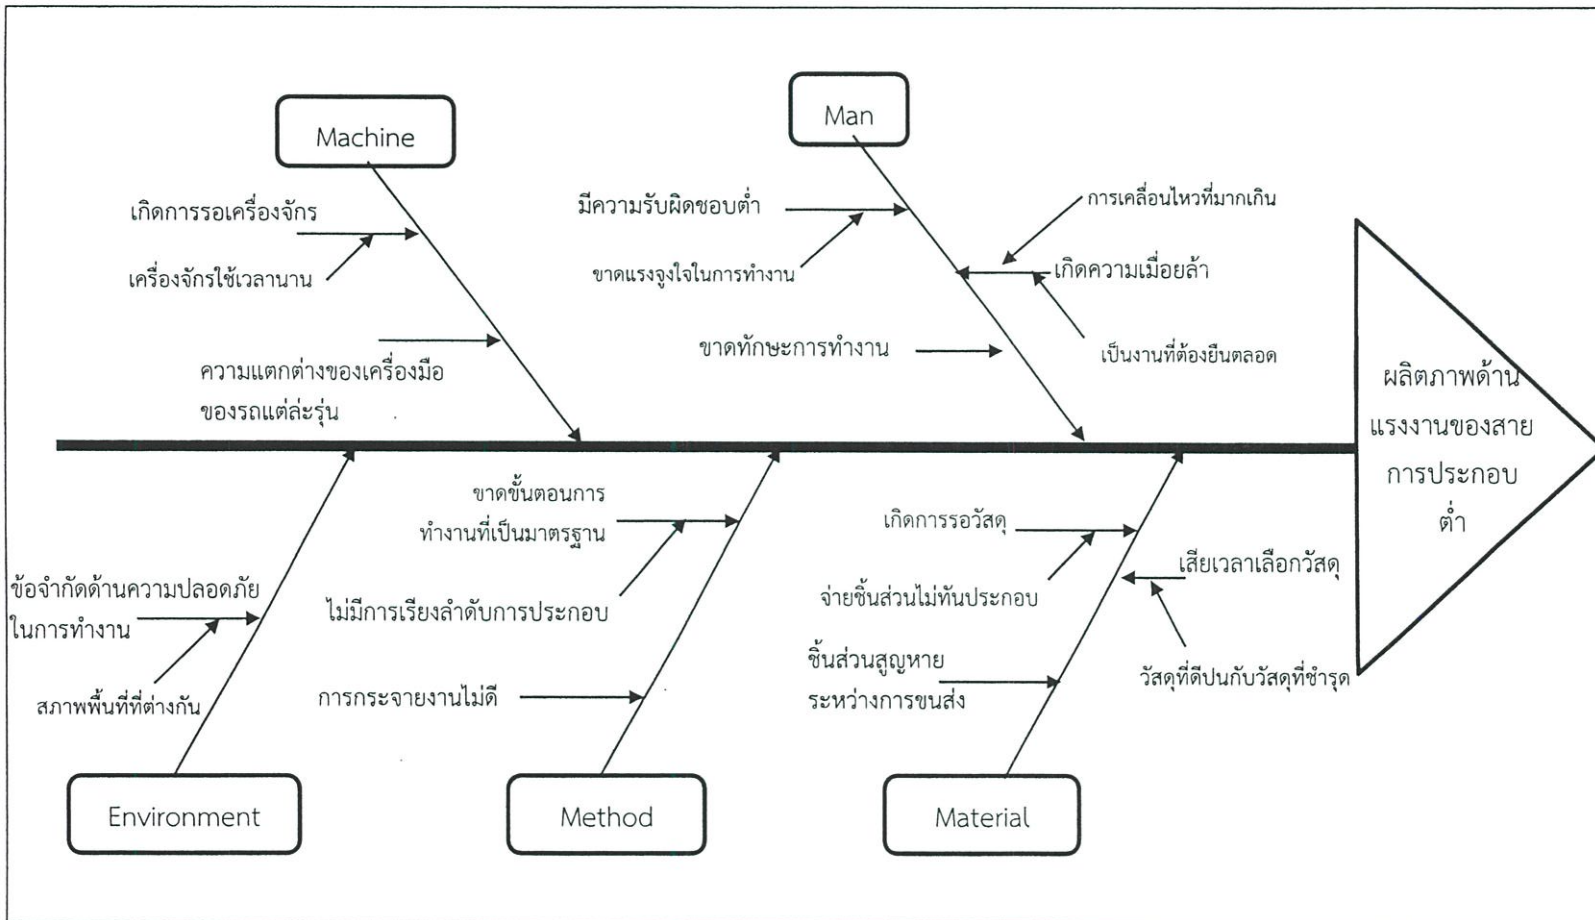 Machine
Man
เกิดการรอเครื่องจักร
เครื่องจักรใช้เวลานาน
ความแตกต่างของเครื่องมือ
ของรถแต่ล่ะรุ่น
มีความรับผิดชอบต่ำ
ขาดแรงจูงใจในการทำงาน
ขาดทักษะการทำงาน
การเคลื่อนไหวที่มากเกิน
เกิดความเมื่อยล้า
เป็นงานที่ต้องยืนตลอด
ผลิตภาพด้าน
แรงงานของสาย
การประกอบ
ต่ำ
ข้อจำกัดด้านความปลอดภัย
ในการทำงาน
สภาพพื้นที่ที่ต่างกัน
ขาดขั้นตอนการ
ทำงานที่เป็นมาตรฐาน
ไม่มีการเรียงลำดับการประกอบ
การกระจายงานไม่ดี
เกิดการรอวัสดุ
จ่ายชิ้นส่วนไม่ทันประกอบ
ชิ้นส่วนสูญหาย
ระหว่างการขนส่ง
เสียเวลาเลือกวัสดุ
วัสดุที่ดีปนกับวัสดุที่ชำรุด
Environment
Method
Material